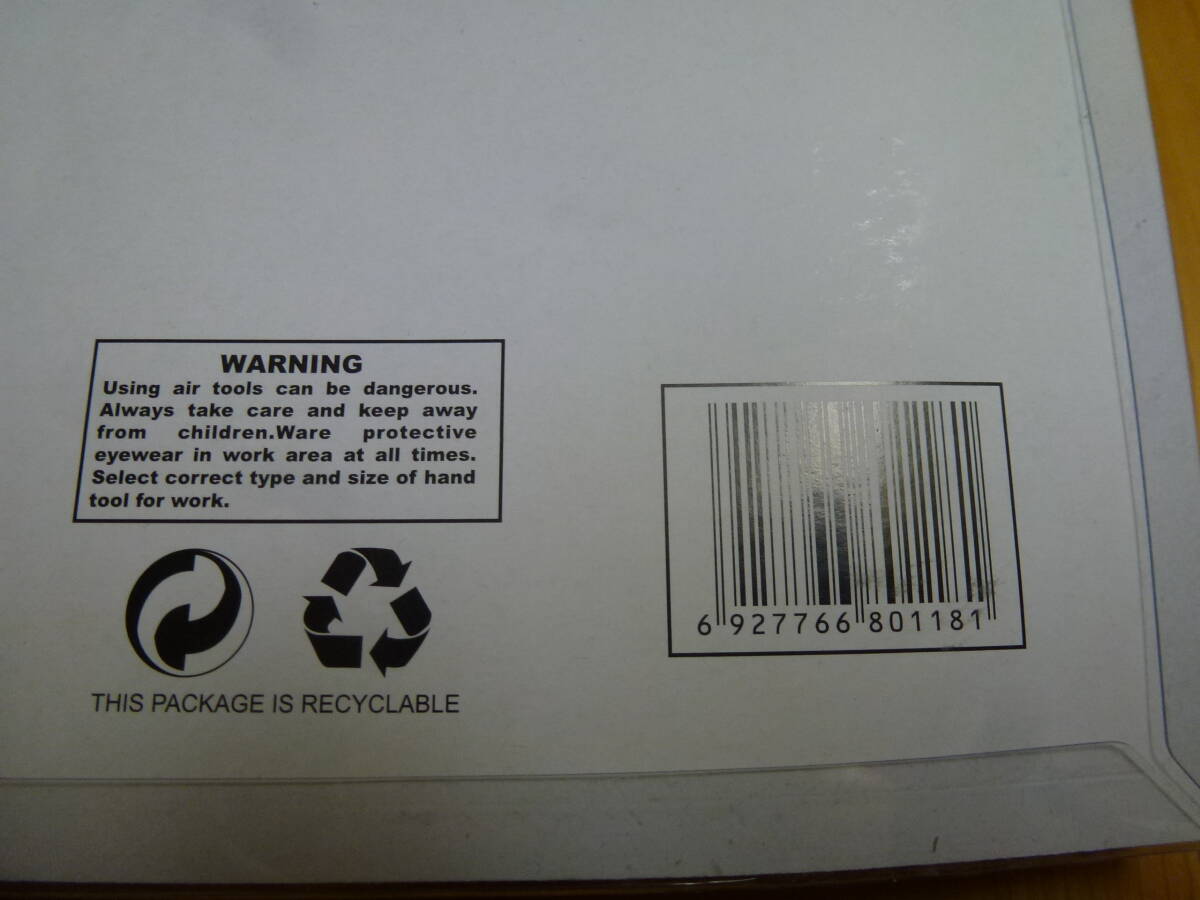 WARNING
Using air tools can be dangerous.
Always take care and keep away
from children.Ware protective
eyewear in work area at all times.
Select correct type and size of hand
tool for work.
THIS PACKAGE IS RECYCLABLE
6 927766 801181